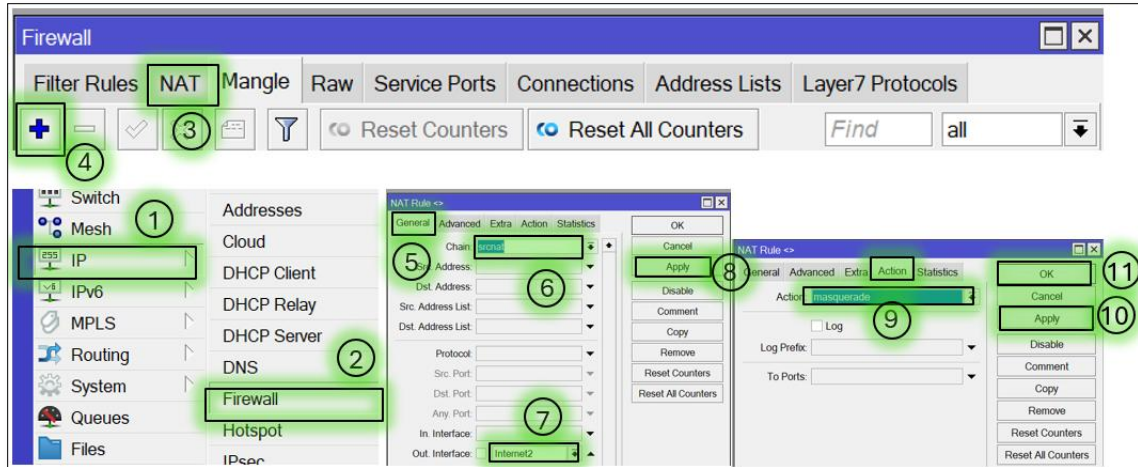 Firewall
Filter Rules NAT Mangle Raw Service Ports Connections Address Lists Layer7 Protocols
Reset Counters Reset All Counters Find all
4
3
Switch
Mesh
1
255
IP
v6
IPv6
MPLS
Routing
System
Queues
Files
Addresses
Cloud
DHCP Client
DHCP Relay
DHCP Server
DNS
2
Firewall
Hotspot
IPsec
NAT Rule <>
General Advanced Extra Action Statistics
5
Chain: srcnat
6
Src. Address:
Dst. Address:
Src. Address List:
Dst. Address List:
Protocol:
Src. Port:
Dst. Port:
Any. Port:
In. Interface:
7
Out. Interface: Internet2
OK
Cancel
Apply
8
Disable
Comment
Copy
Remove
Reset Counters
Reset All Counters
NAT Rule <>
General Advanced Extra Action Statistics
Action: masquerade
9
Log
Log Prefix:
To Ports:
OK
11
Cancel
Apply
10
Disable
Comment
Copy
Remove
Reset Counters
Reset All Counters